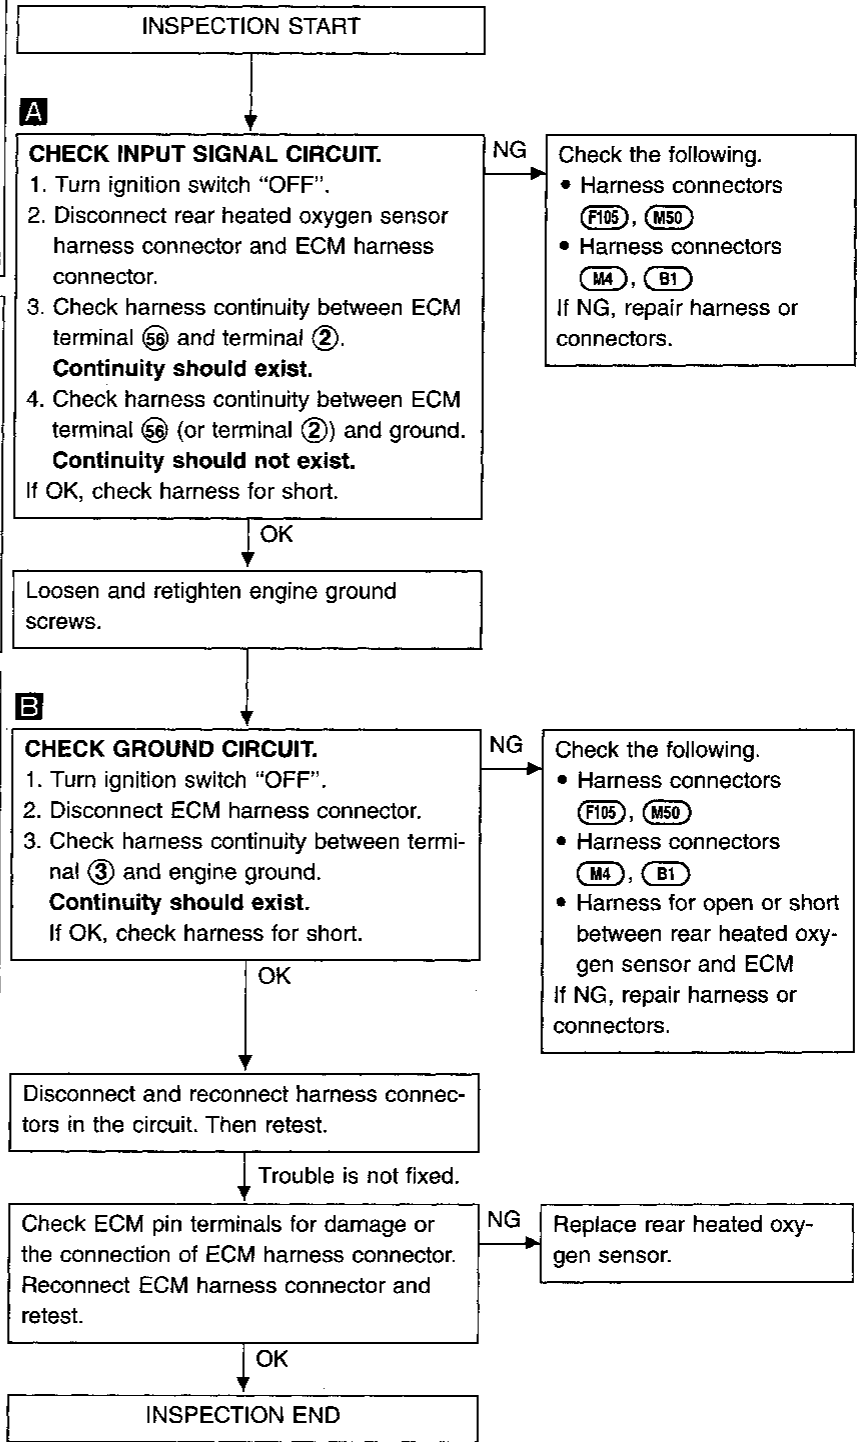 INSPECTION START
A
CHECK INPUT SIGNAL CIRCUIT.
1. Turn ignition switch “OFF”.
2. Disconnect rear heated oxygen sensor
harness connector and ECM harness
connector.
3. Check harness continuity between ECM
terminal 56 and terminal 2.
Continuity should exist.
4. Check harness continuity between ECM
terminal 56 (or terminal 2) and ground.
Continuity should not exist.
If OK, check harness for short.
NG
Check the following.
• Harness connectors
F105, M50
• Harness connectors
M4, B1
If NG, repair harness or
connectors.
OK
Loosen and retighten engine ground
screws.
B
CHECK GROUND CIRCUIT.
1. Turn ignition switch “OFF”.
2. Disconnect ECM harness connector.
3. Check harness continuity between termi-
nal 3 and engine ground.
Continuity should exist.
If OK, check harness for short.
NG
Check the following.
• Harness connectors
F105, M50
• Harness connectors
M4, B1
• Harness for open or short
between rear heated oxy-
gen sensor and ECM
If NG, repair harness or
connectors.
OK
Disconnect and reconnect harness connec-
tors in the circuit. Then retest.
Trouble is not fixed.
Check ECM pin terminals for damage or
the connection of ECM harness connector.
Reconnect ECM harness connector and
retest.
NG
Replace rear heated oxy-
gen sensor.
OK
INSPECTION END